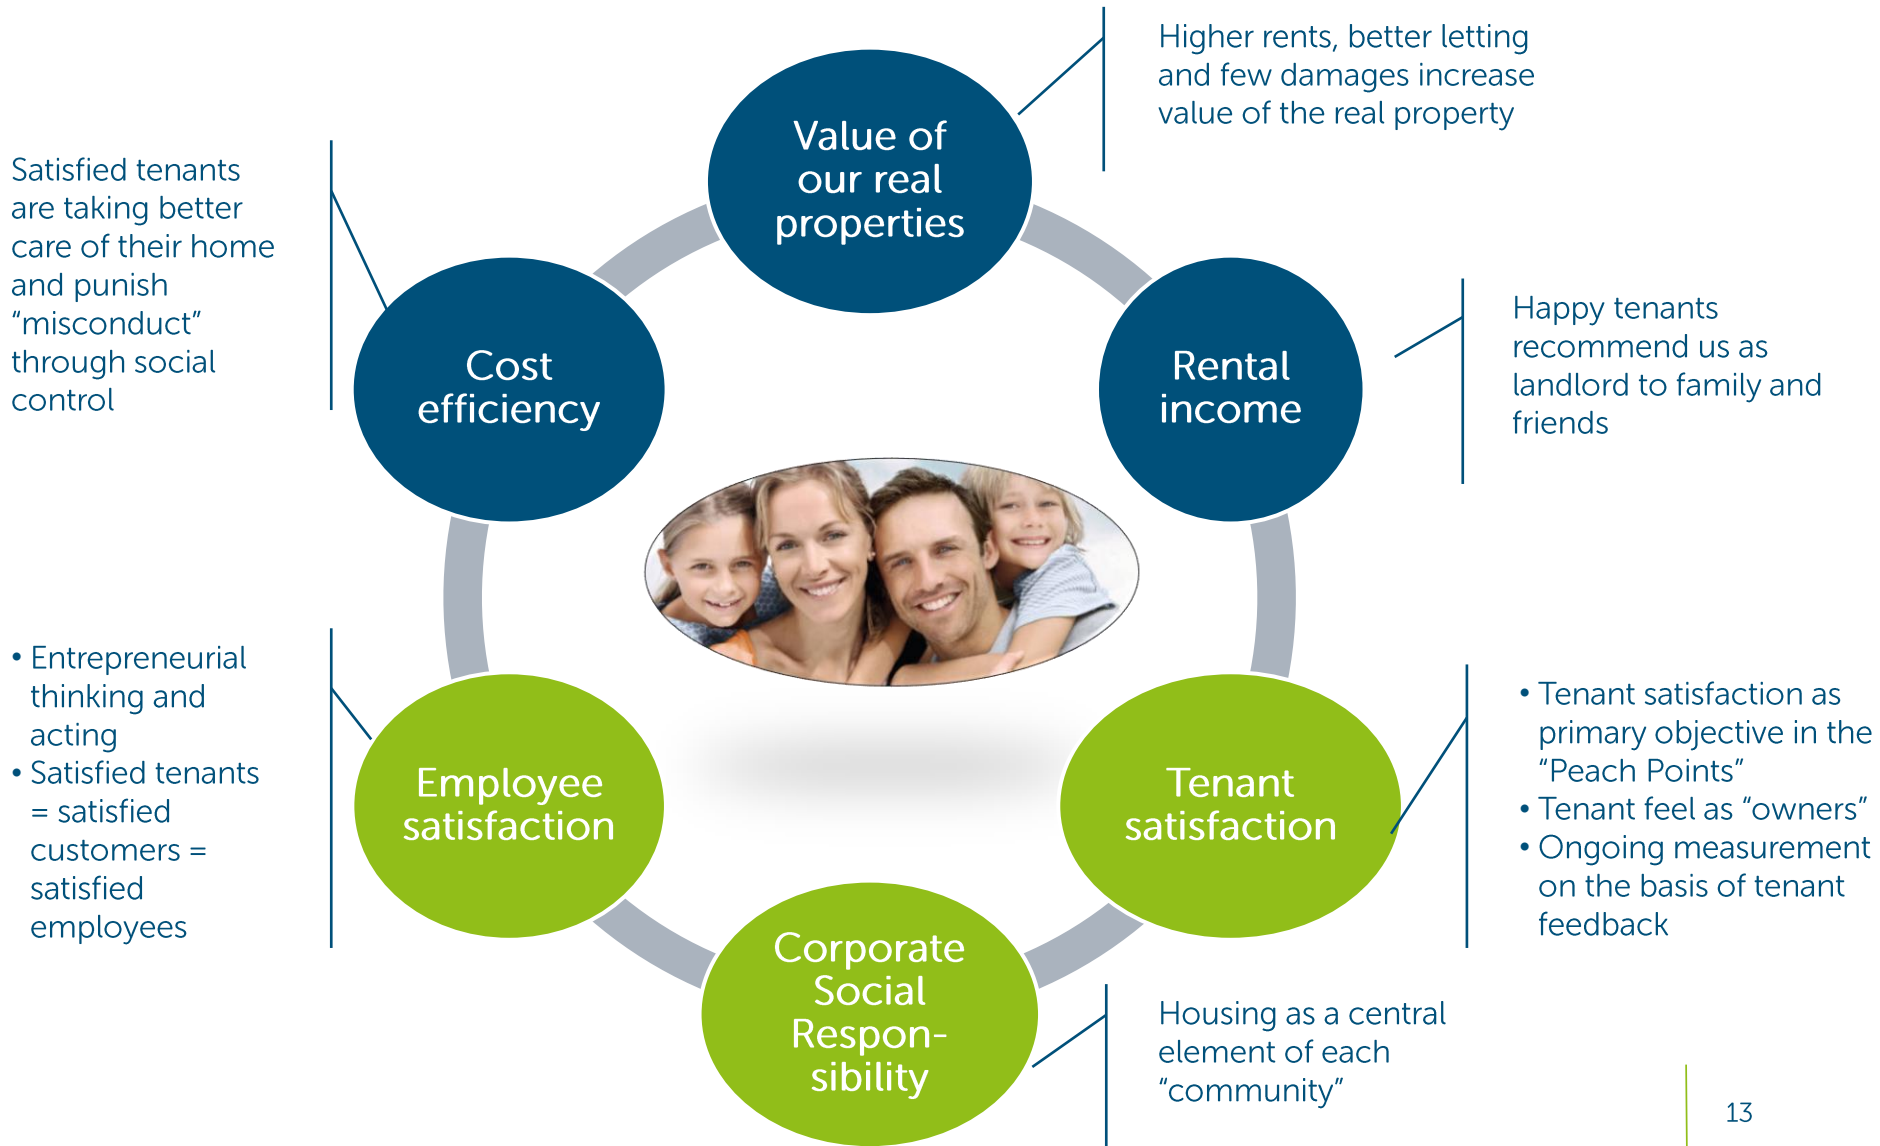 Higher rents, better letting
and few damages increase
value of the real property
Value of
our real
properties
Satisfied tenants
are taking better
care of their home
and punish
“misconduct”
through social
control
Cost
efficiency
Rental
income
Happy tenants
recommend us as
landlord to family and
friends
• Entrepreneurial
thinking and
acting
• Satisfied tenants
= satisfied
customers =
satisfied
employees
Employee
satisfaction
Tenant
satisfaction
• Tenant satisfaction as
primary objective in the
“Peach Points”
• Tenant feel as “owners”
• Ongoing measurement
on the basis of tenant
feedback
Corporate
Social
Respon-
sibility
Housing as a central
element of each
“community”
13